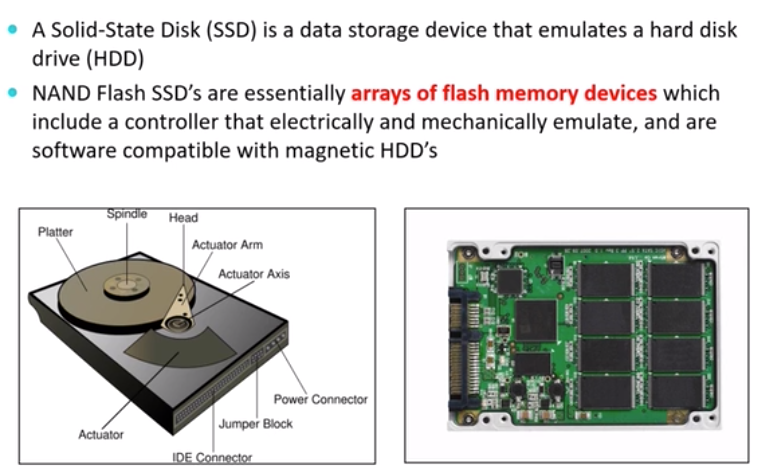 A Solid-State Disk (SSD) is a data storage device that emulates a hard disk
drive (HDD)
NAND Flash SSD's are essentially arrays of flash memory devices which
include a controller that electrically and mechanically emulate, and are
software compatible with magnetic HDD's
Spindle
Head
Platter
Actuator Arm
Actuator Axis
Power Connector
Jumper Block
Actuator
IDE Connector